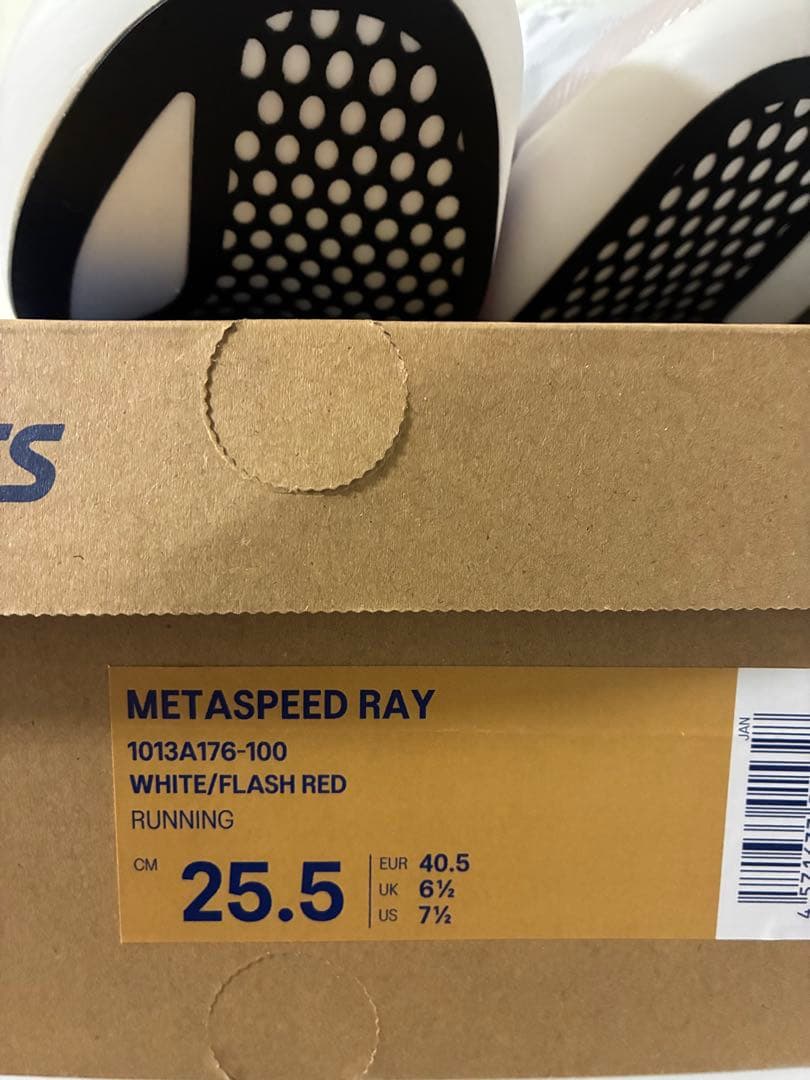 METASPEED RAY
1013A176-100
WHITE/FLASH RED
RUNNING
CM 25.5
EUR 40.5
UK 6½
US 7½
JAN